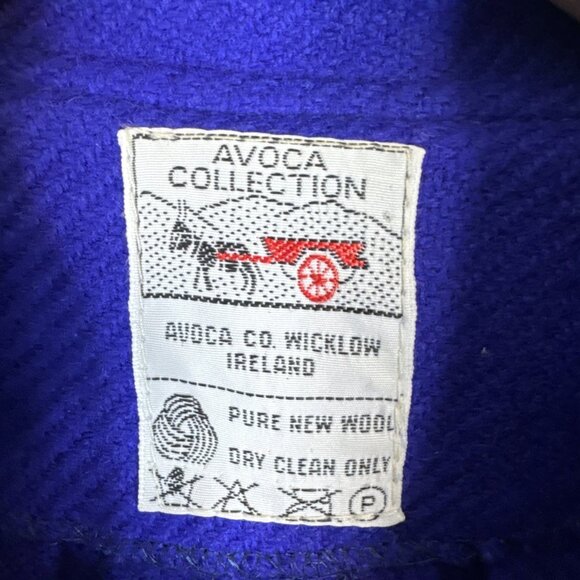 AVOCA
COLLECTION
AVOCA CO. WICKLOW
IRELAND
PURE NEW WOOL
DRY CLEAN ONLY
P